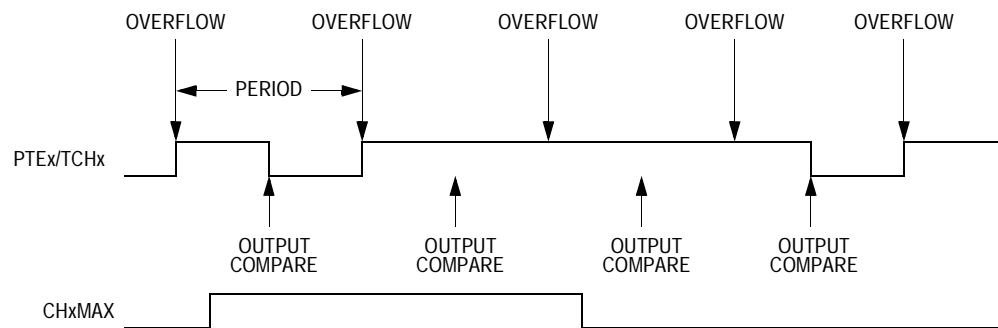 OVERFLOW OVERFLOW OVERFLOW OVERFLOW OVERFLOW
PERIOD
PTEx/TCHx
OUTPUT COMPARE
OUTPUT COMPARE
OUTPUT COMPARE
OUTPUT COMPARE
CHxMAX